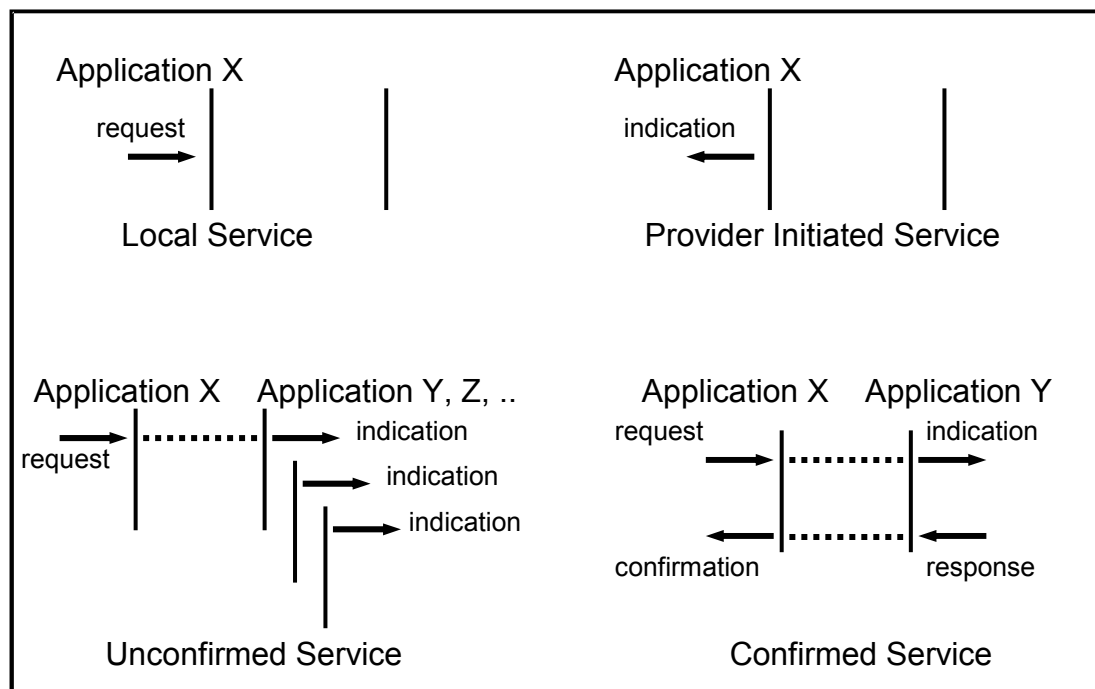 Application X
request
Local Service
Application X
indication
Provider Initiated Service
Application X
Application Y, Z, ..
request
indication
indication
indication
Unconfirmed Service
Application X
Application Y
request
indication
confirmation
response
Confirmed Service